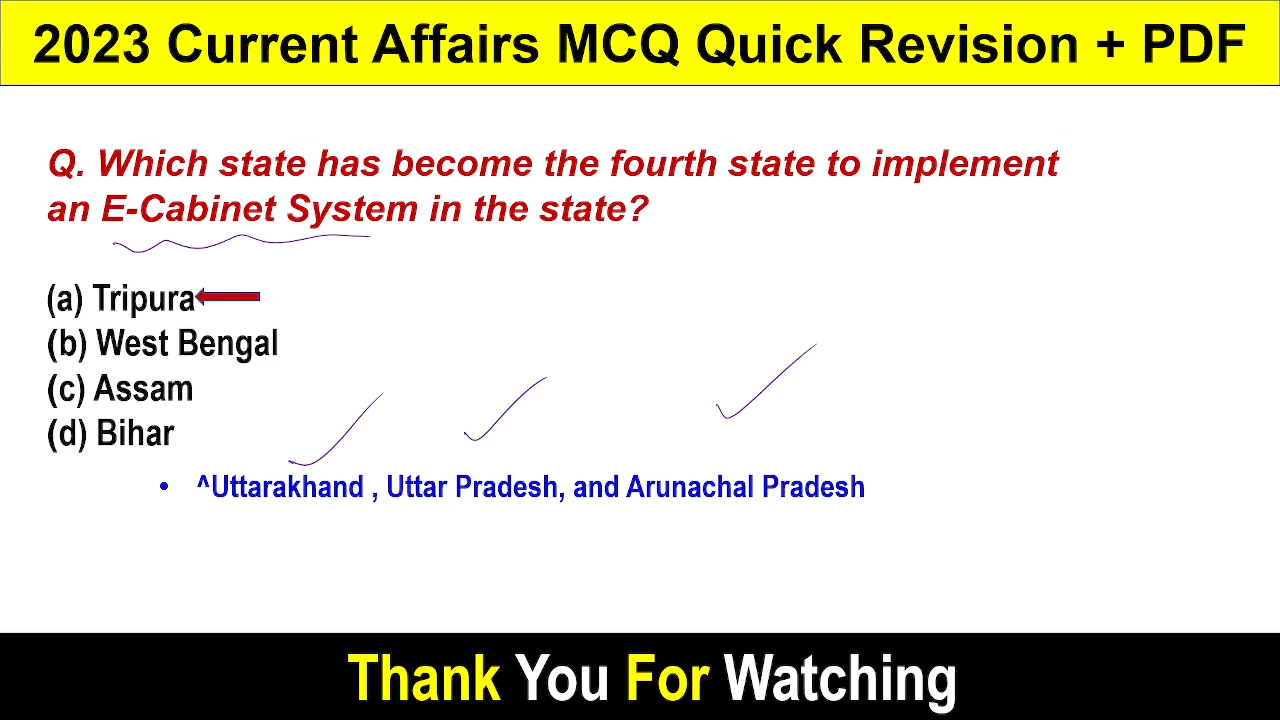 2023 Current Affairs MCQ Quick Revision + PDF
Q. Which state has become the fourth state to implement
an E-Cabinet System in the state?
(a) Tripura
(b) West Bengal
(c) Assam
(d) Bihar
• ^Uttarakhand , Uttar Pradesh, and Arunachal Pradesh
Thank You For Watching